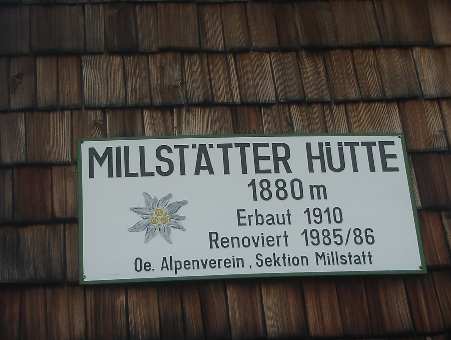 MILLSTÄTTER HÜTTE
1880 m
Erbaut 1910
Renoviert 1985/86
Oe. Alpenverein, Sektion Millstatt